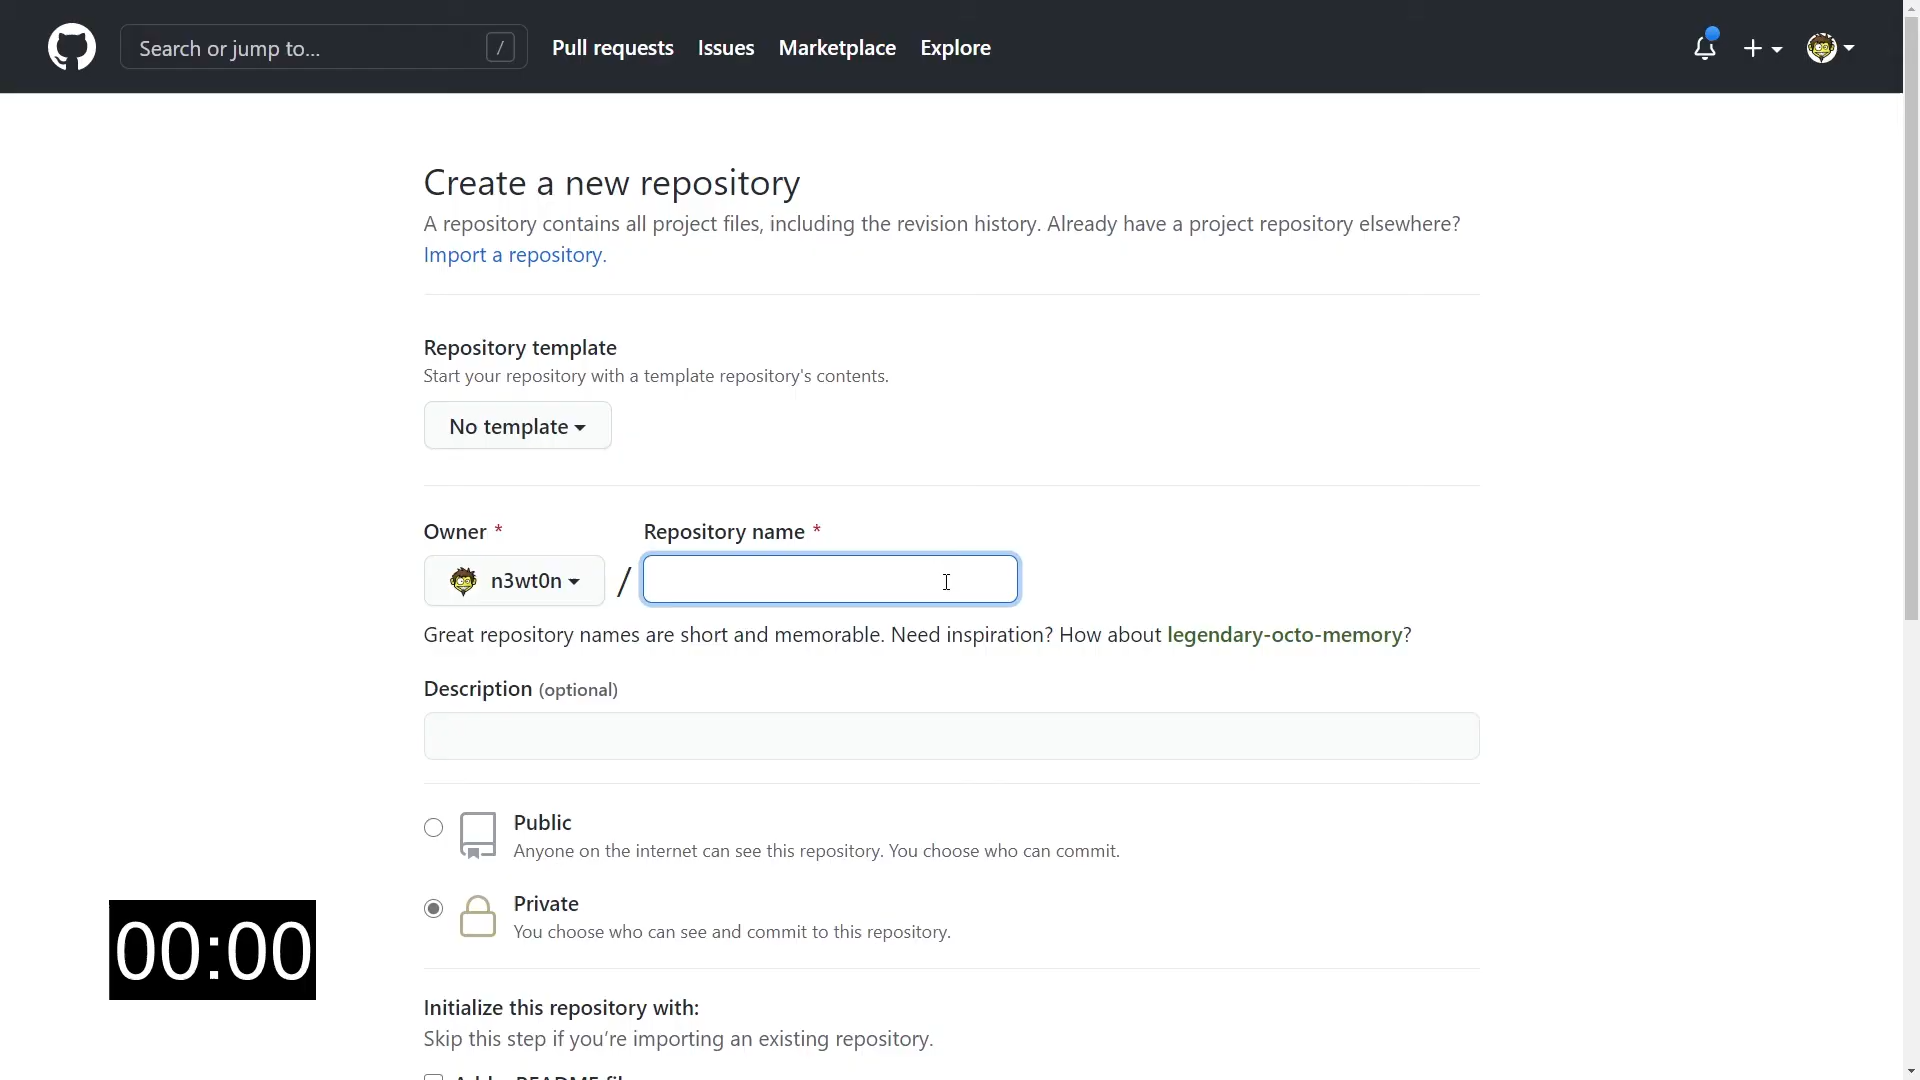 Search or jump to... /
Pull requests Issues Marketplace Explore
Create a new repository
A repository contains all project files, including the revision history. Already have a project repository elsewhere?
Import a repository.
Repository template
Start your repository with a template repository's contents.
No template
Owner * Repository name *
n3wt0n /
Great repository names are short and memorable. Need inspiration? How about legendary-octo-memory?
Description (optional)
Public
Anyone on the internet can see this repository. You choose who can commit.
Private
You choose who can see and commit to this repository.
00:00
Initialize this repository with:
Skip this step if you’re importing an existing repository.